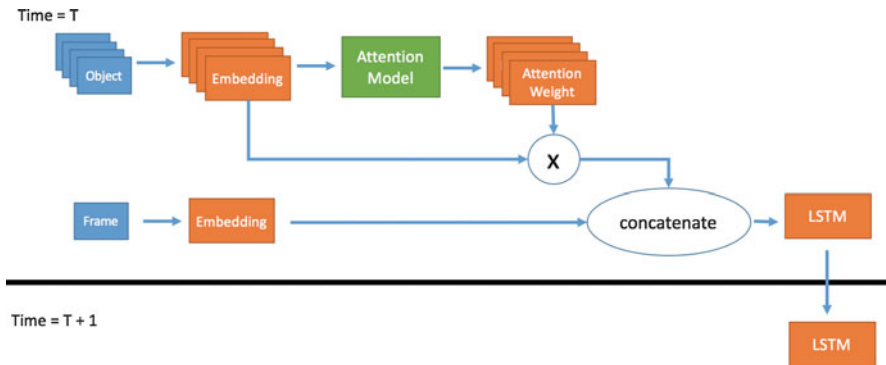 Time = T
Object
Embedding
Attention
Model
Attention
Weight
X
Frame
Embedding
concatenate
LSTM
Time = T + 1
LSTM